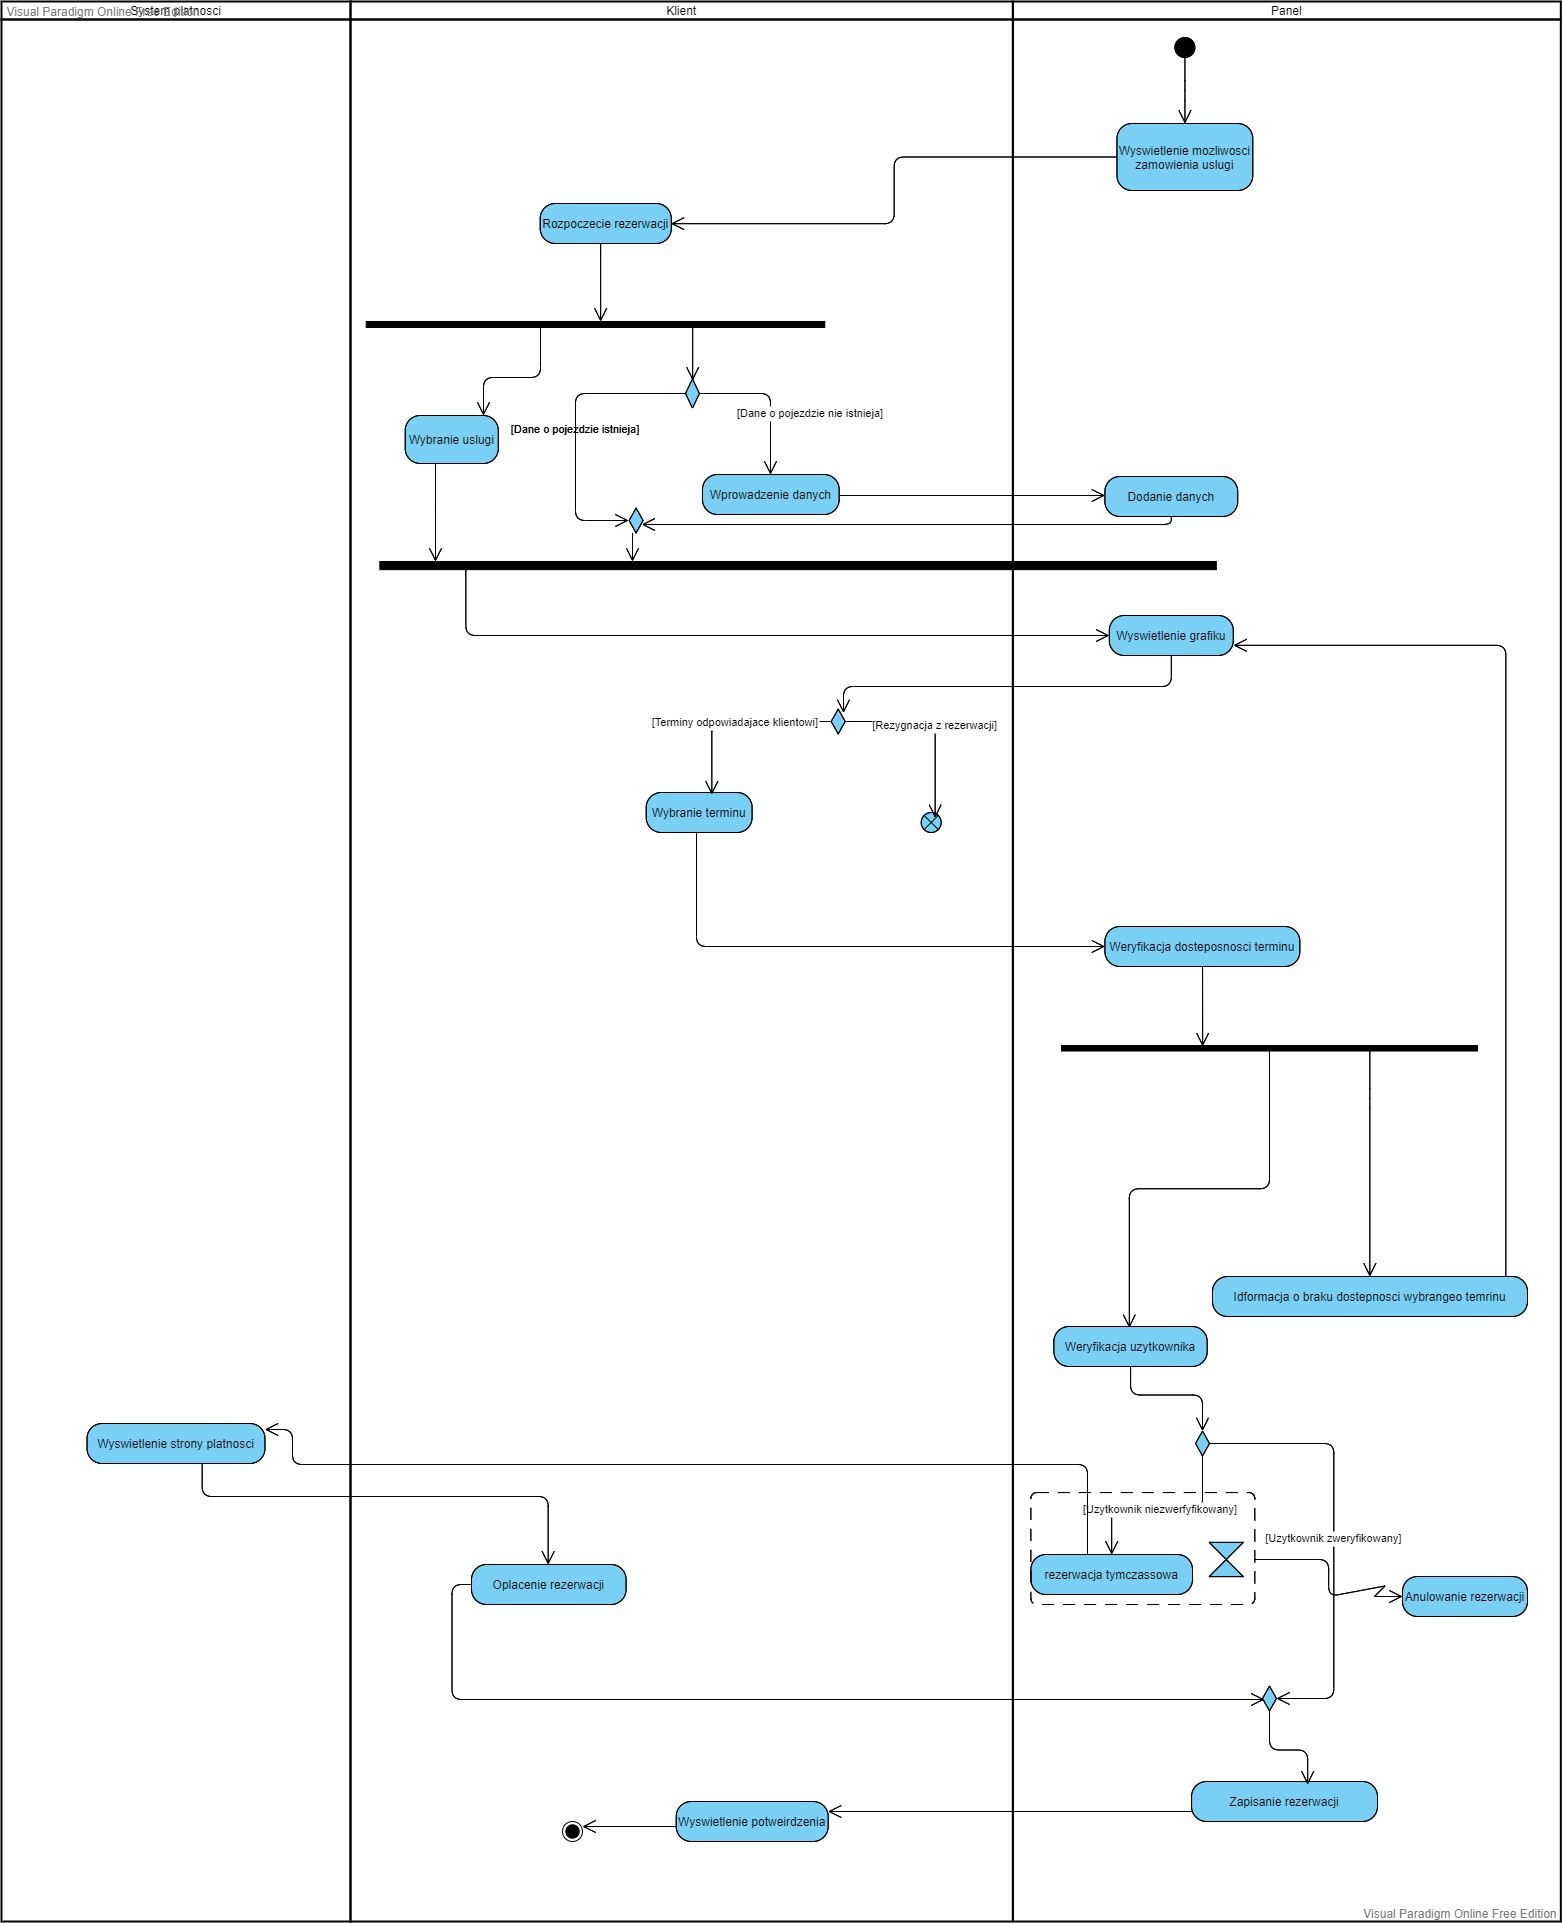 Visual Paradigm Online Free Edition
System platnosci
Klient
Panel
Wyswietlenie mozliwosci
zamowienia uslugi
Rozpoczecie rezerwacji
[Dane o pojezdzie nie istnieja]
[Dane o pojezdzie istnieja]
Wybranie uslugi
Wprowadzenie danych
Dodanie danych
Wyswietlenie grafiku
[Terminy odpowiadajace klientowi]
[Rezygnacja z rezerwacji]
Wybranie terminu
Weryfikacja dosteposnosci terminu
Idformacja o braku dostepnosci wybrangeo temrinu
Weryfikacja uzytkownika
Wyswietlenie strony platnosci
[Uzytkownik niezwerfyfikowany]
[Uzytkownik zweryfikowany]
rezerwacja tymczassowa
Oplacenie rezerwacji
Anulowanie rezerwacji
Zapisanie rezerwacji
Wyswietlenie potweirdzenia
Visual Paradigm Online Free Edition